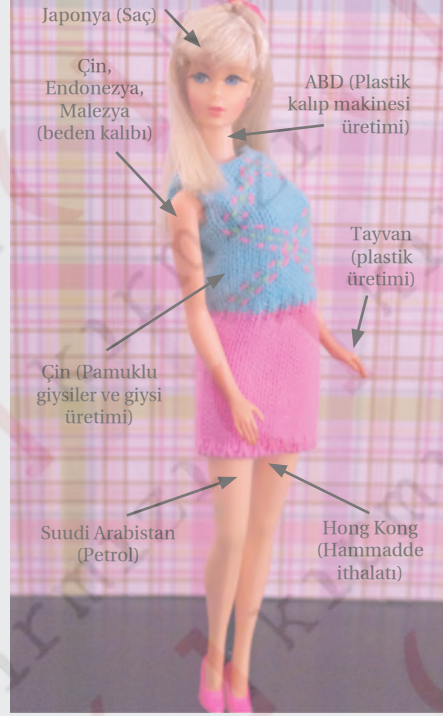 Japonya (Saç)
Çin,
Endonezya,
Malezya
(beden kalıbı)
ABD (Plastik
kalıp makinesi
üretimi)
Tayvan
(plastik
üretimi)
Çin (Pamuklu
giysiler ve giysi
üretimi)
Suudi Arabistan
(Petrol)
Hong Kong
(Hammadde
ithalatı)